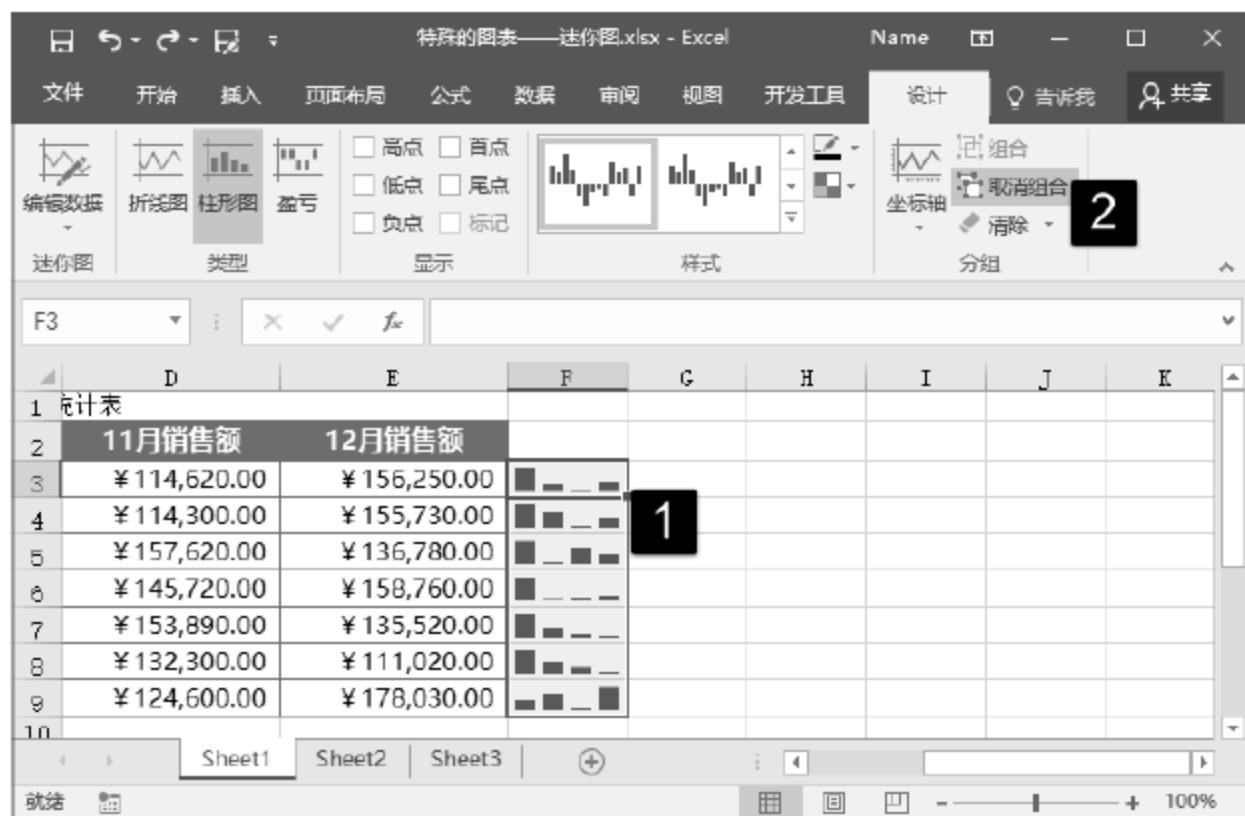 特殊的图表——迷你图.xlsx - Excel Name
文件 开始 插入 页面布局 公式 数据 审阅 视图 开发工具 设计 告诉我 共享
高点 首点 组合
低点 尾点 取消组合
编辑数据 折线图 柱形图 盈亏 坐标轴 2
负点 标记 清除
迷你图 类型 显示 样式 分组
F3 fx
D E F G H I J K
1 统计表
2 11月销售额 12月销售额
3 ¥114,620.00 ¥156,250.00
1
4 ¥114,300.00 ¥155,730.00
5 ¥157,620.00 ¥136,780.00
6 ¥145,720.00 ¥158,760.00
7 ¥153,890.00 ¥135,520.00
8 ¥132,300.00 ¥111,020.00
9 ¥124,600.00 ¥178,030.00
10
Sheet1 Sheet2 Sheet3
就绪 100%